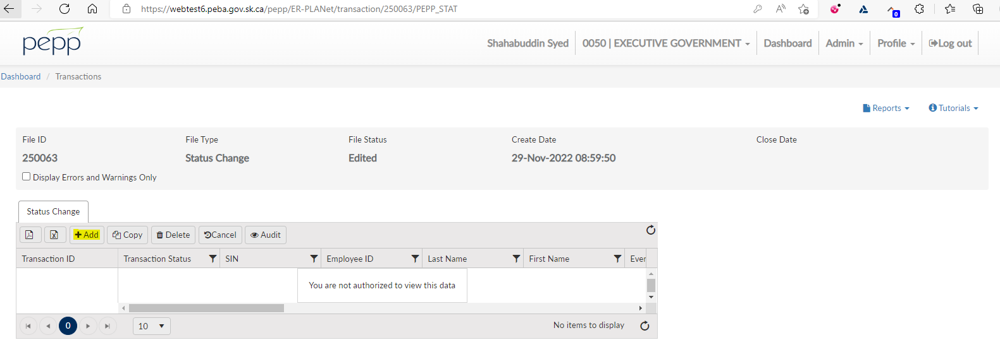 https://webtest6.peba.gov.sk.ca/pepp/ER-PLANet/transaction/250063/PEPP_STAT
A
0
pepp
Shahabuddin Syed
0050 | EXECUTIVE GOVERNMENT
Dashboard
Admin
Profile
Log out
Dashboard / Transactions
Reports
Tutorials
File ID
File Type
File Status
Create Date
Close Date
250063
Status Change
Edited
29-Nov-2022 08:59:50
Display Errors and Warnings Only
Status Change
Add
Copy
Delete
Cancel
Audit
Transaction ID
Transaction Status
SIN
Employee ID
Last Name
First Name
Ever
You are not authorized to view this data
0
10
No items to display